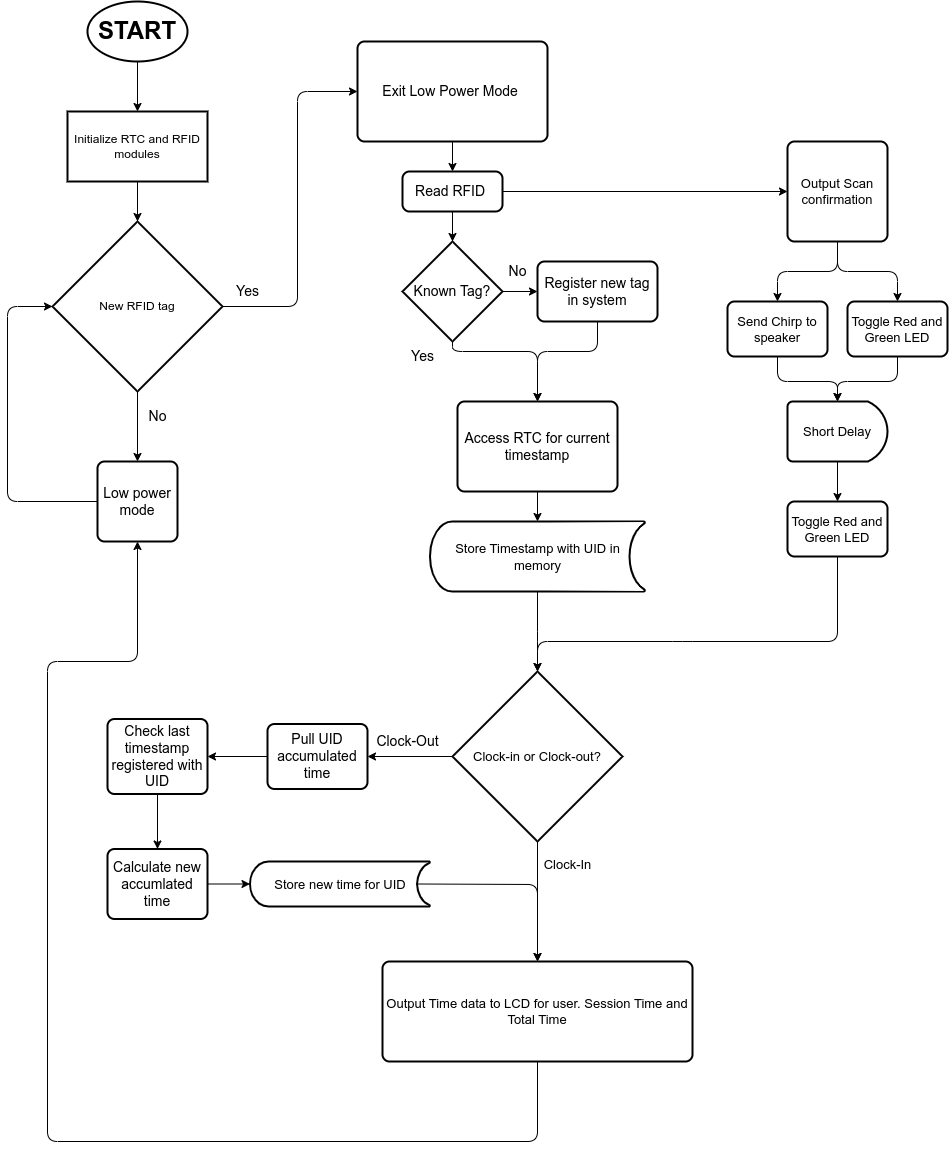 START
Initialize RTC and RFID
modules
New RFID tag
Yes
No
Low power
mode
Exit Low Power Mode
Read RFID
Known Tag?
No
Yes
Register new tag
in system
Output Scan
confirmation
Send Chirp to
speaker
Toggle Red and
Green LED
Short Delay
Toggle Red and
Green LED
Access RTC for current
timestamp
Store Timestamp with UID in
memory
Clock-in or Clock-out?
Clock-Out
Pull UID
accumulated
time
Check last
timestamp
registered with
UID
Calculate new
accumlated
time
Store new time for UID
Clock-In
Output Time data to LCD for user. Session Time and
Total Time